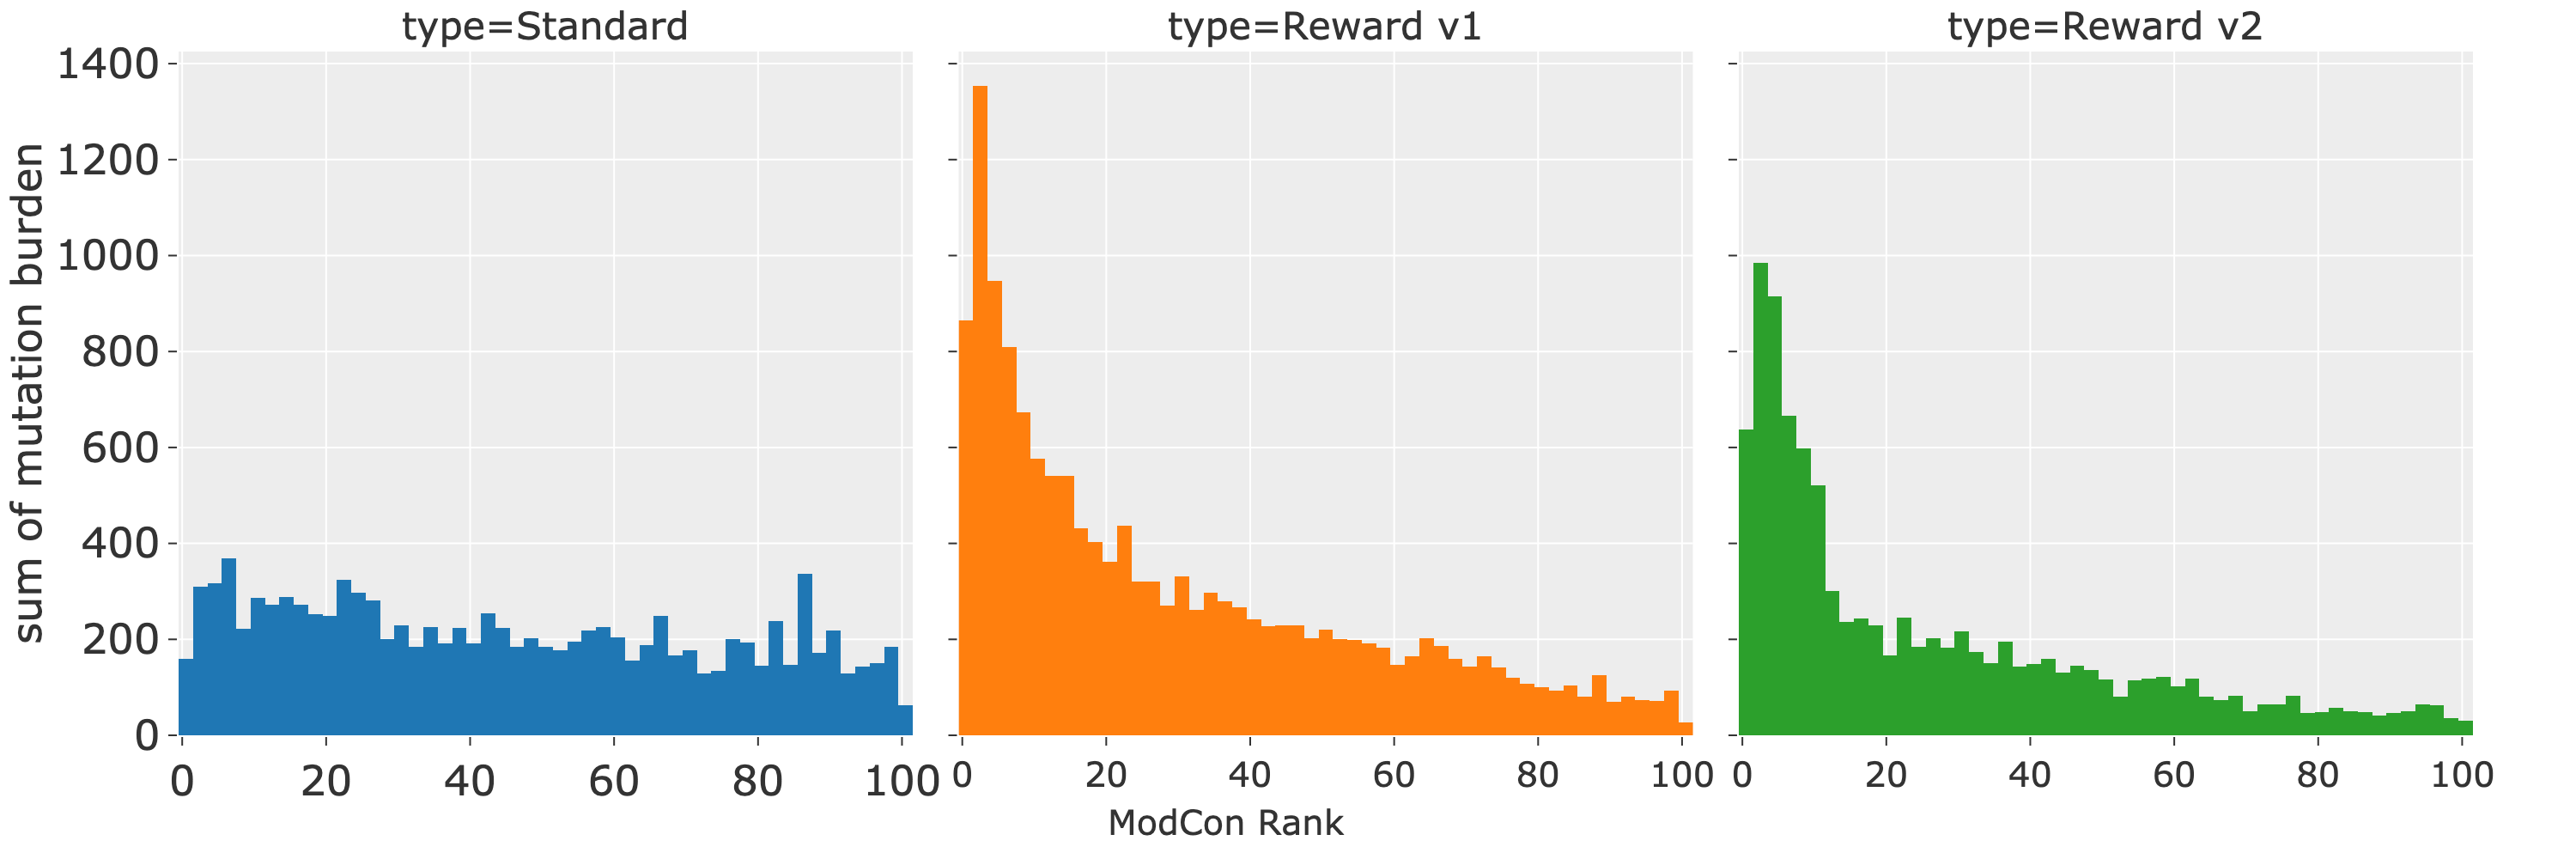 type=Standard
type=Reward v1
type=Reward v2
sum of mutation burden
1400
1200
1000
800
600
400
200
0
0 20 40 60 80 100
0 20 40 60 80 100
0 20 40 60 80 100
ModCon Rank